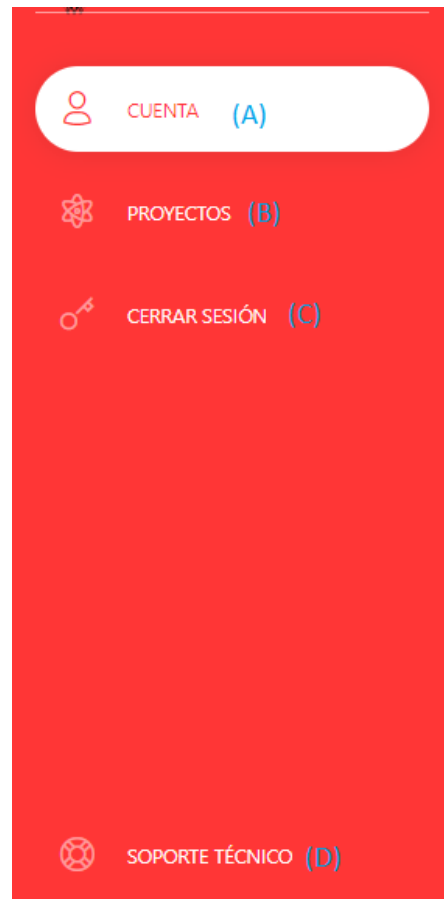 CUENTA (A)
PROYECTOS (B)
CERRAR SESIÓN (C)
SOPORTE TÉCNICO (D)